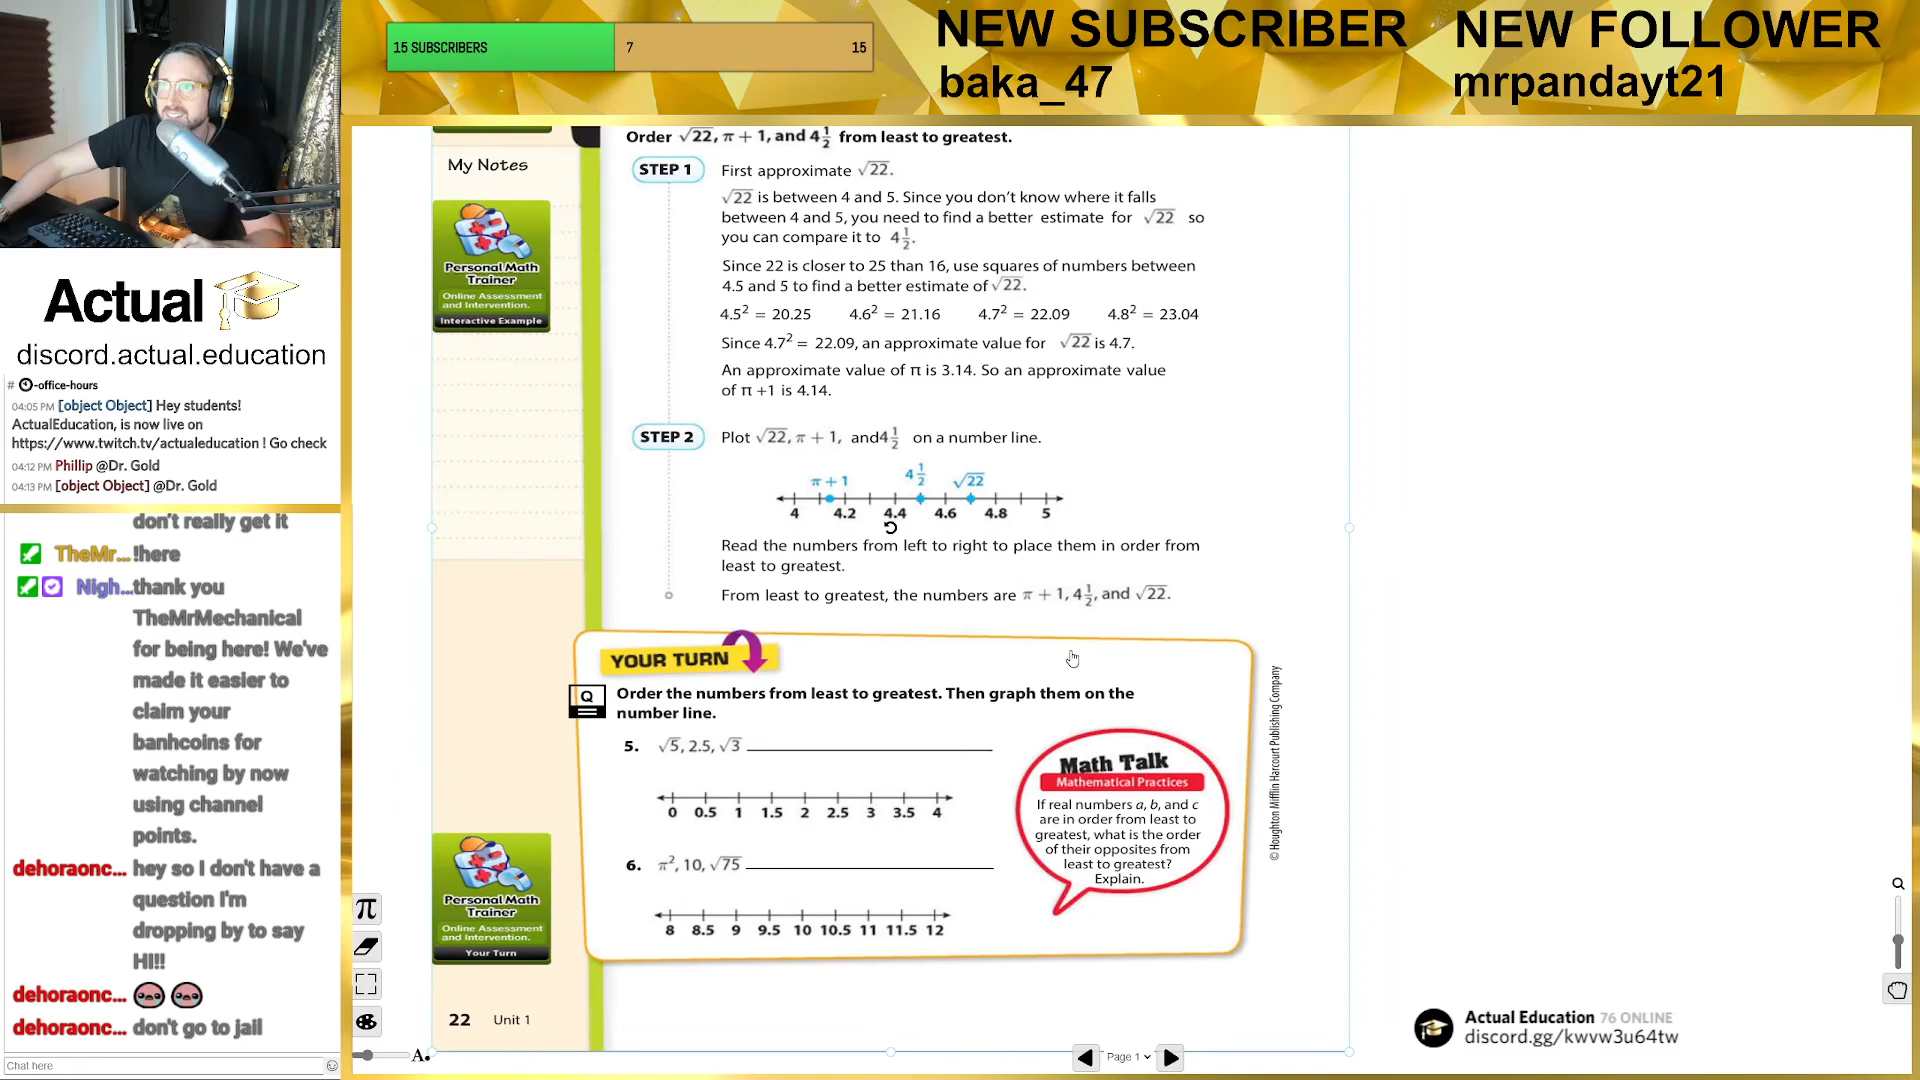 15 SUBSCRIBERS
7
15
NEW SUBSCRIBER
baka_47
NEW FOLLOWER
mrpandayt21
Actual
discord.actual.education
# -office-hours
04:05 PM [object Object] Hey students!
ActualEducation, is now live on
https://www.twitch.tv/actualeducation ! Go check
04:12 PM Phillip @Dr. Gold
04:13 PM [object Object] @Dr. Gold
don't really get it
TheMr... !here
Nigh... thank you
TheMrMechanical
for being here! We've
made it easier to
claim your
banhcoins for
watching by now
using channel
points.
dehoraonc... hey so I don't have a
question I'm
dropping by to say
HI!!
dehoraonc...
dehoraonc... don't go to jail
Chat here
My Notes
Personal Math
Trainer
Online Assessment
and Intervention.
Interactive Example
Order √22, π + 1, and 4 1/2 from least to greatest.
STEP 1
First approximate √22.
√22 is between 4 and 5. Since you don't know where it falls
between 4 and 5, you need to find a better estimate for √22 so
you can compare it to 4 1/2.
Since 22 is closer to 25 than 16, use squares of numbers between
4.5 and 5 to find a better estimate of √22.
4.5² = 20.25 4.6² = 21.16 4.7² = 22.09 4.8² = 23.04
Since 4.7² = 22.09, an approximate value for √22 is 4.7.
An approximate value of π is 3.14. So an approximate value
of π +1 is 4.14.
STEP 2
Plot √22, π + 1, and4 1/2 on a number line.
π + 1 4 1/2 √22
4 4.2 4.4 4.6 4.8 5
Read the numbers from left to right to place them in order from
least to greatest.
From least to greatest, the numbers are π + 1, 4 1/2, and √22.
YOUR TURN
Q
Order the numbers from least to greatest. Then graph them on the
number line.
5. √5, 2.5, √3
0 0.5 1 1.5 2 2.5 3 3.5 4
6. π², 10, √75
8 8.5 9 9.5 10 10.5 11 11.5 12
Math Talk
Mathematical Practices
If real numbers a, b, and c
are in order from least to
greatest, what is the order
of their opposites from
least to greatest?
Explain.
© Houghton Mifflin Harcourt Publishing Company
Personal Math
Trainer
Online Assessment
and Intervention.
Your Turn
22 Unit 1
π
A.
Page 1
Actual Education 76 ONLINE
discord.gg/kwvw3u64tw